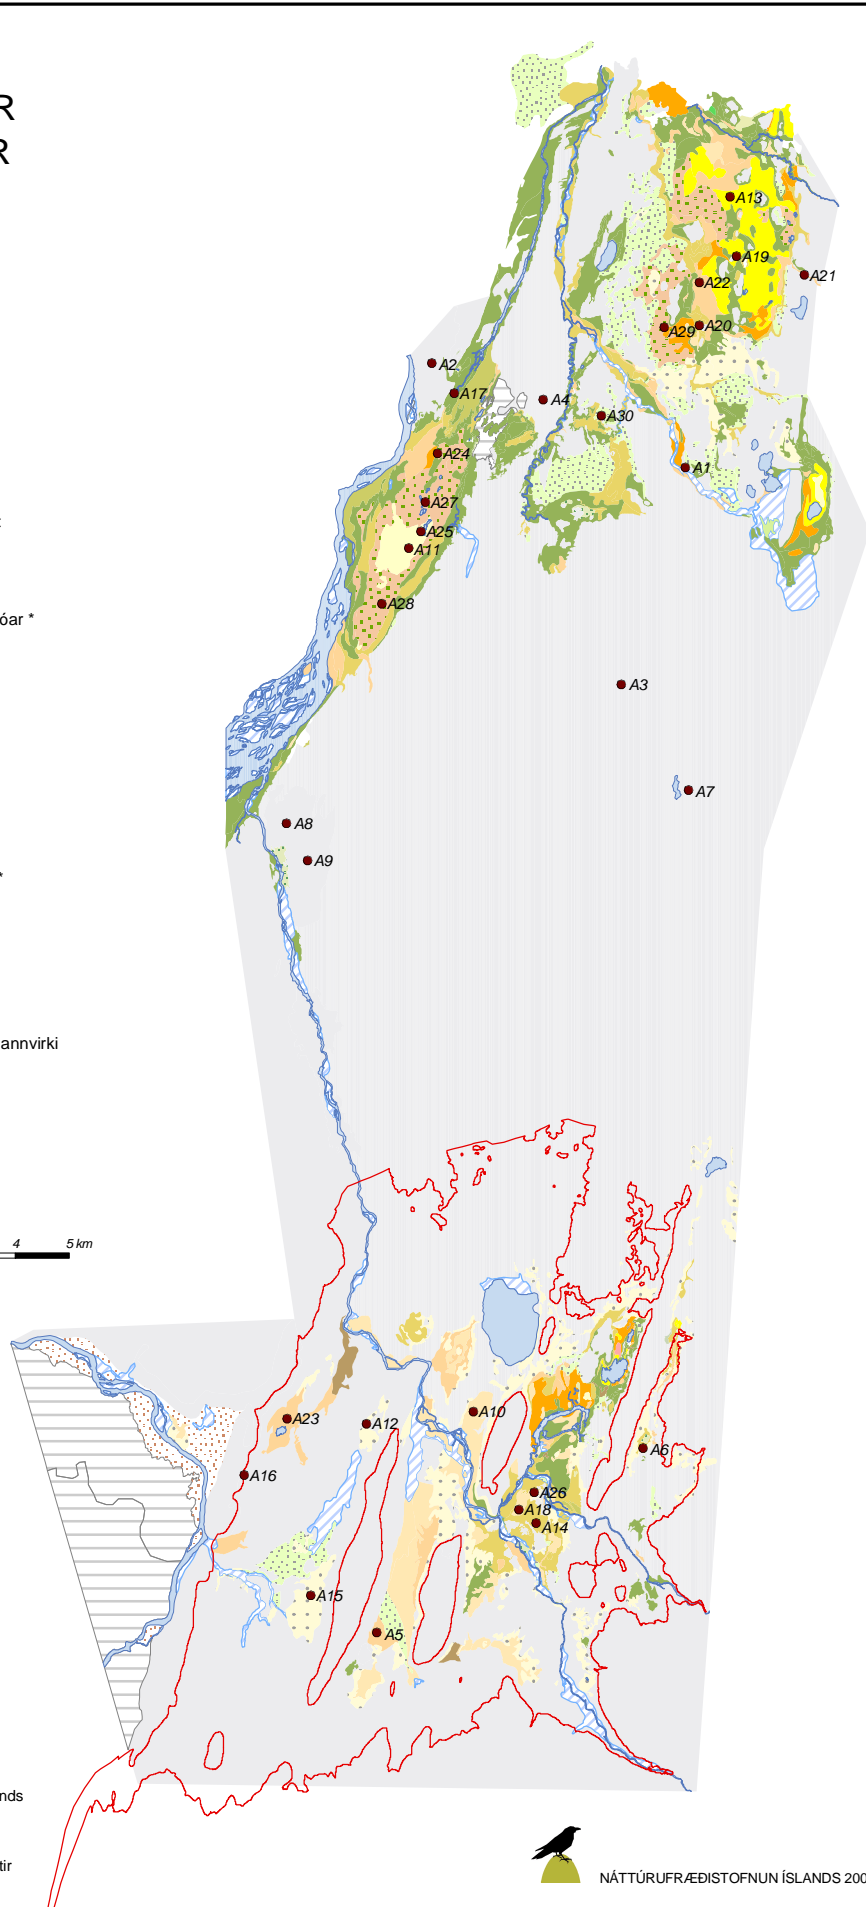 R
R
A13
A19
A21
A22
A20
A29
A2
A17
A4
A30
A24
A1
A27
A25
A11
A28
óar *
A3
A7
A8
A9
*
annvirki
4 5 km
A10
A23
A12
A6
A16
A26
A18
A14
A15
A5
nds
tir
NÁTTÚRUFRÆÐISTOFNUN ÍSLANDS 200